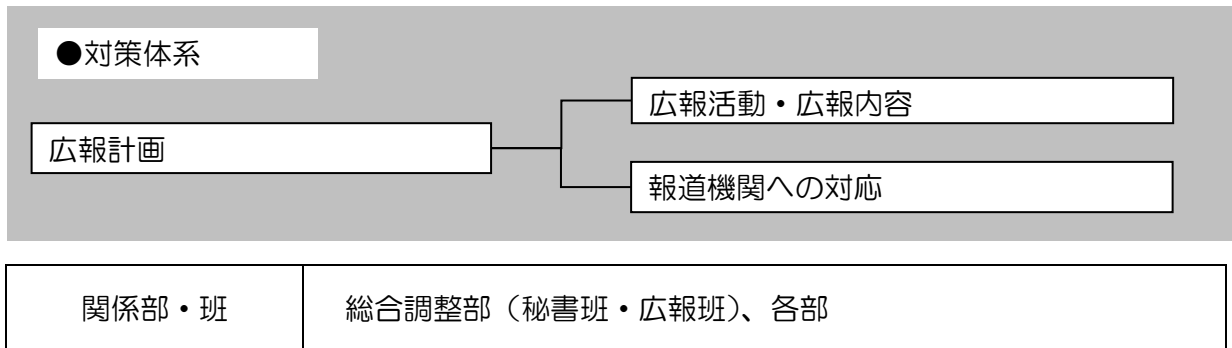 ●対策体系
広報計画
広報活動・広報内容
報道機関への対応
関係部・班
総合調整部（秘書班・広報班）、各部